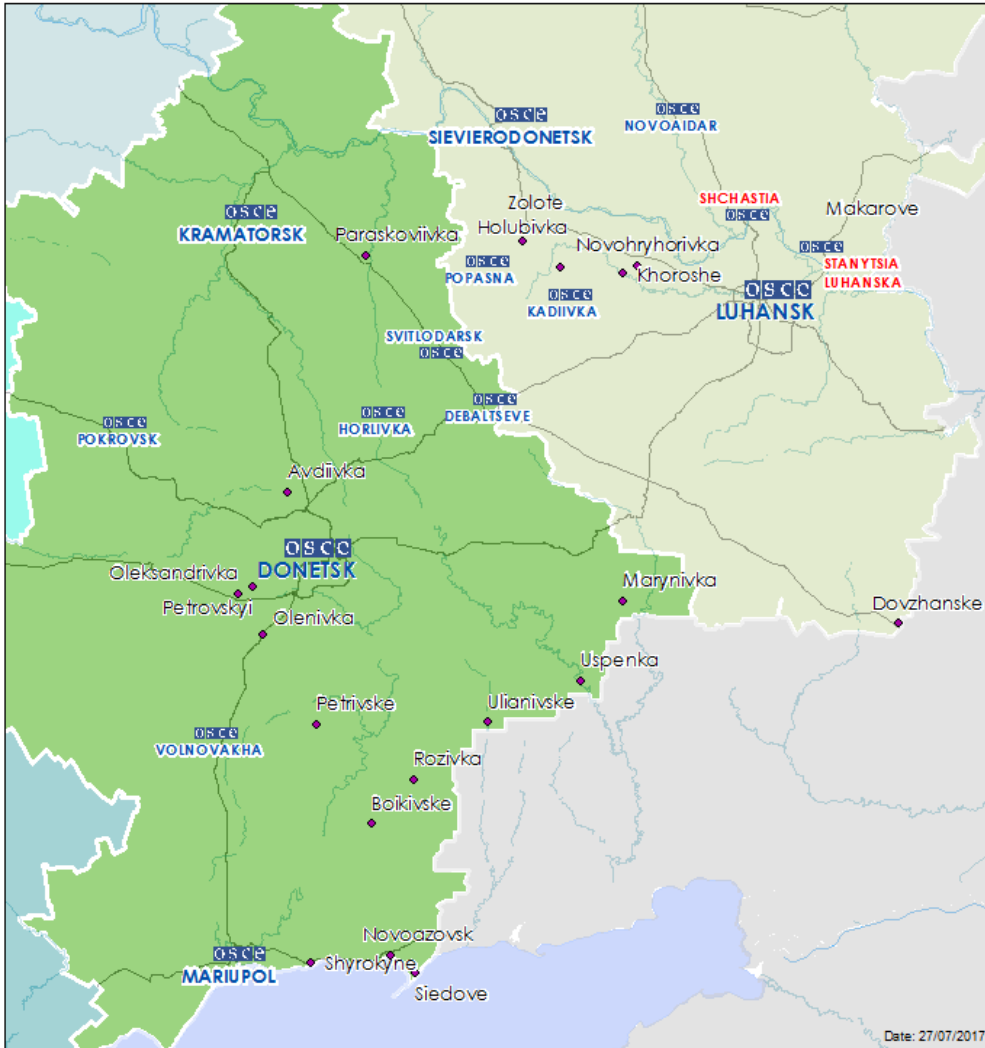 osce
SIEVIERODONETSK
osce
NOVOAIDAR
Zolote
SHCHASTIA
osce
Makarove
osce
KRAMATORSK
Paraskoviivka
Holubivka
Novohryhorivka
osce
STANYTSIA
LUHANSKA
osce
POPASNA
Khoroshe
osce
KADIIVKA
OSCE
LUHANSK
SVITLODARSK
osce
osce
DEBALTSEVE
osce
HORLIVKA
osce
POKROVSK
Avdiivka
OSCE
DONETSK
Oleksandrivka
Petrovskyi
Olenivka
Marynivka
Dovzhanske
Uspenka
Petrivske
Ulianivske
osce
VOLNOVAKHA
Rozivka
Boikivske
Novoazovsk
osce
MARIUPOL
Shyrokyne
Siedove
Date: 27/07/2017